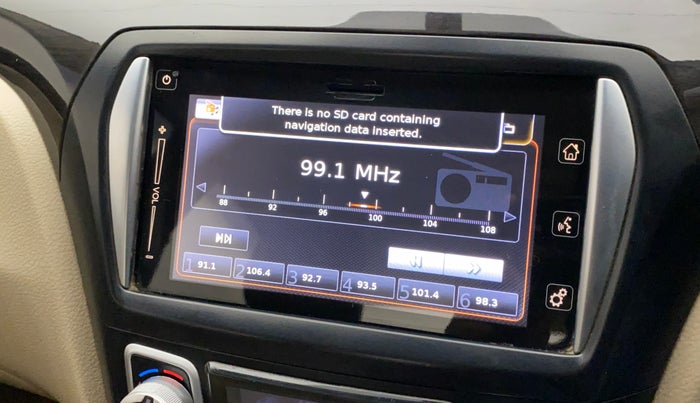 There is no SD card containing
navigation data inserted.
99.1 MHz
88 92 96 100 104 108
+
VOL
-
1 91.1 2 106.4 3 92.7 4 93.5 5 101.4 6 98.3